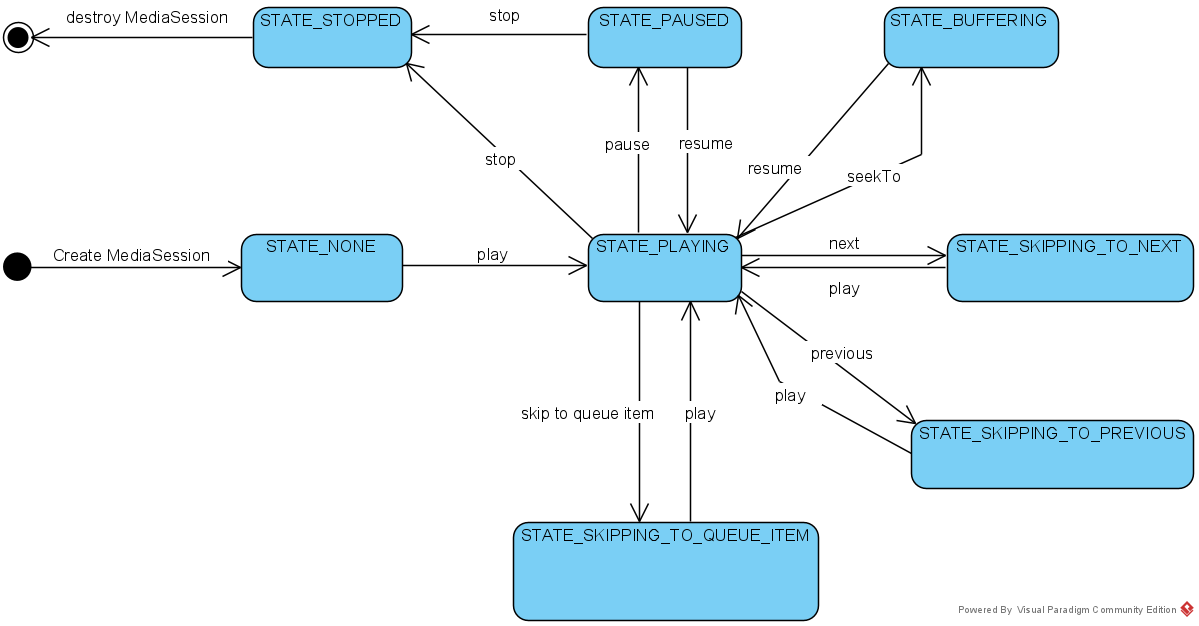 destroy MediaSession
STATE_STOPPED
stop
STATE_PAUSED
STATE_BUFFERING
stop
pause
resume
resume
seekTo
Create MediaSession
STATE_NONE
play
STATE_PLAYING
next
play
STATE_SKIPPING_TO_NEXT
previous
play
STATE_SKIPPING_TO_PREVIOUS
skip to queue item
play
STATE_SKIPPING_TO_QUEUE_ITEM
Powered By Visual Paradigm Community Edition